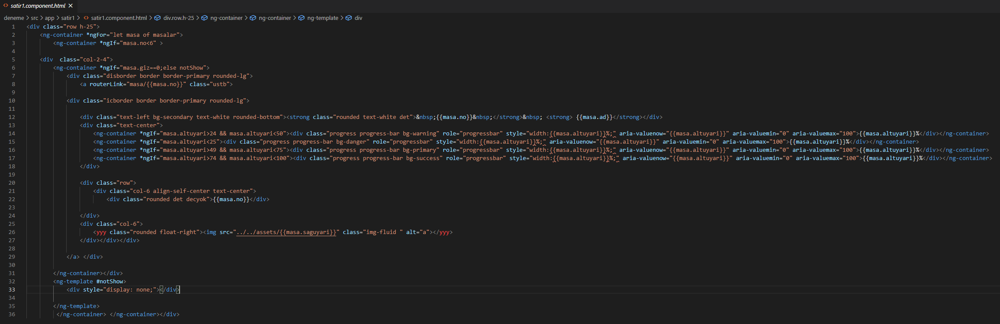 satir1.component.html
deneme > src > app > satir1 > satir1.component.html > div.row.h-25 > ng-container > ng-container > ng-template > div
1 <div class="row h-25">
2 <ng-container *ngFor="let masa of masalar">
3 <ng-container *ngIf="masa.no<6" >
4
5 <div  class="col-2-4">
6 <ng-container *ngIf="masa.giz==0;else notShow">
7 <div class="disborder border border-primary rounded-lg">
8 <a routerLink="masa/{{masa.no}}" class="ustb">
9
10 <div class="icborder border border-primary rounded-lg">
11
12 <div class="text-left bg-secondary text-white rounded-bottom"><strong class="rounded text-white det">&nbsp;{{masa.no}}&nbsp;</strong>&nbsp; <strong> {{masa.ad}}</strong></div>
13 <div class="text-center">
14 <ng-container *ngIf="masa.altuyari>24 && masa.altuyari<50"><div class="progress progress-bar bg-warning" role="progressbar" style="width:{{masa.altuyari}}%;" aria-valuenow="{{masa.altuyari}}" aria-valuemin="0" aria-valuemax="100">{{masa.altuyari}}%</div></ng-container>
15 <ng-container *ngIf="masa.altuyari<25"><div class="progress progress-bar bg-danger" role="progressbar" style="width:{{masa.altuyari}}%;" aria-valuenow="{{masa.altuyari}}" aria-valuemin="0" aria-valuemax="100">{{masa.altuyari}}%</div></ng-container>
16 <ng-container *ngIf="masa.altuyari>49 && masa.altuyari<75"><div class="progress progress-bar bg-primary" role="progressbar" style="width:{{masa.altuyari}}%;" aria-valuenow="{{masa.altuyari}}" aria-valuemin="0" aria-valuemax="100">{{masa.altuyari}}%</div></ng-container>
17 <ng-container *ngIf="masa.altuyari>74 && masa.altuyari<100"><div class="progress progress-bar bg-success" role="progressbar" style="width:{{masa.altuyari}}%;" aria-valuenow="{{masa.altuyari}}" aria-valuemin="0" aria-valuemax="100">{{masa.altuyari}}%</div></ng-container>
18 </div>
19
20 <div class="row">
21 <div class="col-6 align-self-center text-center">
22 <div class="rounded det decyok">{{masa.no}}</div>
23
24 </div>
25 <div class="col-6">
26 <yyy class="rounded float-right"><img src="../../assets/{{masa.saguyari}}" class="img-fluid " alt="a"></yyy>
27 </div></div></div>
28
29 </a> </div>
30
31 </ng-container></div>
32 <ng-template #notShow>
33 <div style="display: none;"></div>
34
35 </ng-template>
36 </ng-container> </ng-container></div>